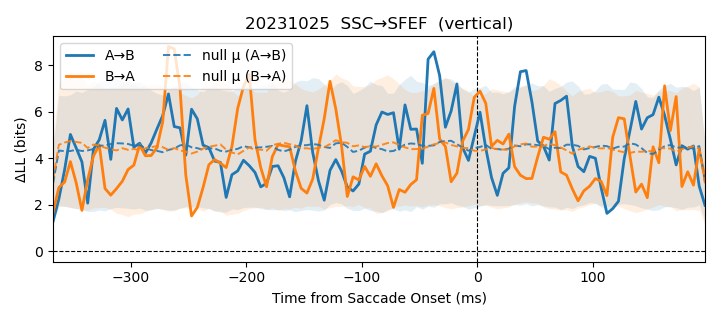 20231025  SSC→SFEF  (vertical)
A→B
B→A
null μ (A→B)
null μ (B→A)
ΔLL (bits)
8
6
4
2
0
−300
−200
−100
0
100
Time from Saccade Onset (ms)